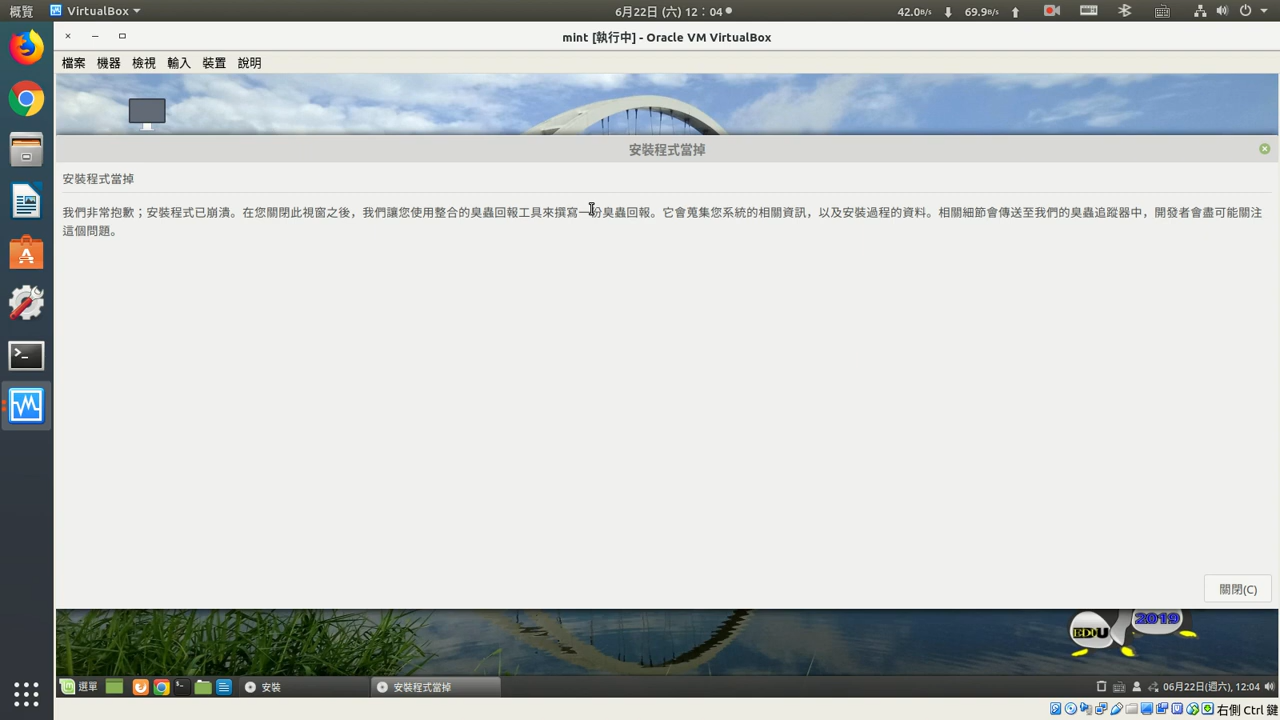 概覽 VirtualBox 6月22日 (六) 12：04 42.0B/s 69.9B/s
mint [執行中] - Oracle VM VirtualBox
檔案 機器 檢視 輸入 裝置 說明
安裝程式當掉
安裝程式當掉
我們非常抱歉；安裝程式已崩潰。在您關閉此視窗之後，我們讓您使用整合的臭蟲回報工具來撰寫一份臭蟲回報。它會蒐集您系統的相關資訊，以及安裝過程的資料。相關細節會傳送至我們的臭蟲追蹤器中，開發者會盡可能關注
這個問題。
關閉(C)
EDU 2019
選單 安裝 安裝程式當掉 06月22日(週六), 12:04
右側 Ctrl 鍵